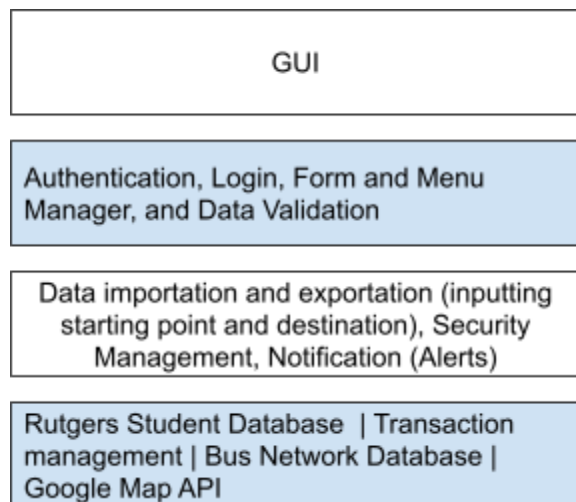 GUI
Authentication, Login, Form and Menu
Manager, and Data Validation
Data importation and exportation (inputting
starting point and destination), Security
Management, Notification (Alerts)
Rutgers Student Database | Transaction
management | Bus Network Database |
Google Map API